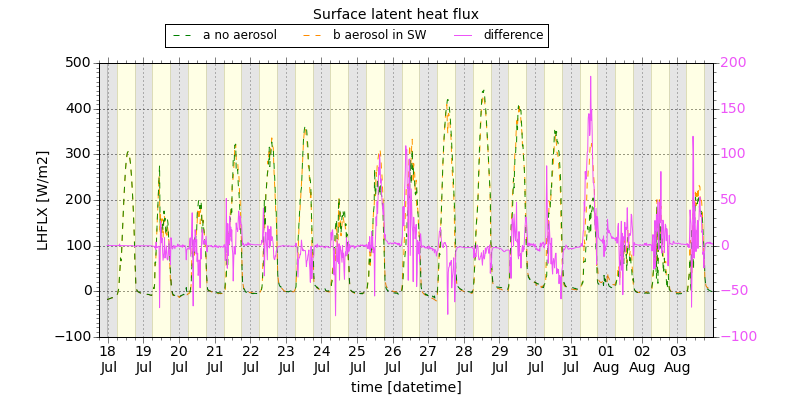 Surface latent heat flux
a no aerosol b aerosol in SW difference
500 200
400 150
300 100
200 50
100 0
0 −50
−100 −100
LHFLX [W/m2]
18 19 20 21 22 23 24 25 26 27 28 29 30 31 01 02 03
Jul Jul Jul Jul Jul Jul Jul Jul Jul Jul Jul Jul Jul Jul Aug Aug Aug
time [datetime]